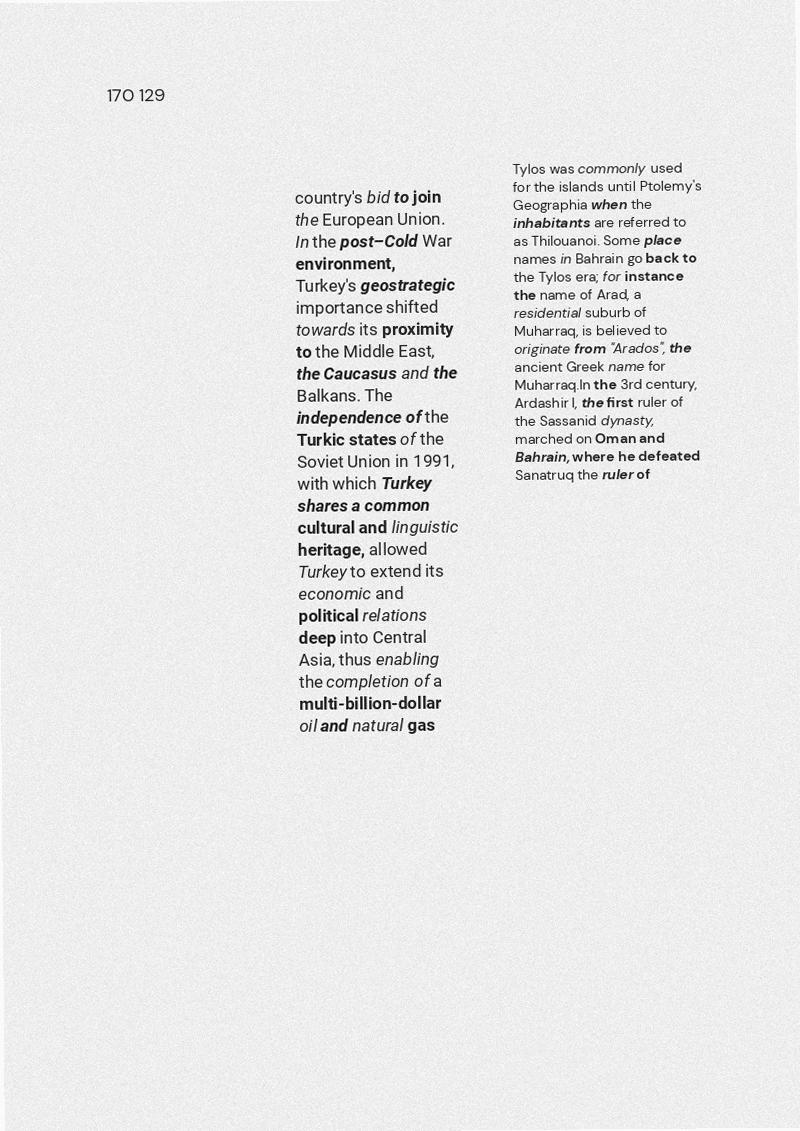 170 129
country's bid to join
the European Union.
In the post–Cold War
environment,
Turkey's geostrategic
importance shifted
towards its proximity
to the Middle East,
the Caucasus and the
Balkans. The
independence of the
Turkic states of the
Soviet Union in 1991,
with which Turkey
shares a common
cultural and linguistic
heritage, allowed
Turkey to extend its
economic and
political relations
deep into Central
Asia, thus enabling
the completion of a
multi-billion-dollar
oil and natural gas
Tylos was commonly used
for the islands until Ptolemy's
Geographia when the
inhabitants are referred to
as Thilouanoi. Some place
names in Bahrain go back to
the Tylos era; for instance
the name of Arad, a
residential suburb of
Muharraq, is believed to
originate from "Arados", the
ancient Greek name for
Muharraq.In the 3rd century,
Ardashir I, the first ruler of
the Sassanid dynasty,
marched on Oman and
Bahrain, where he defeated
Sanatruq the ruler of